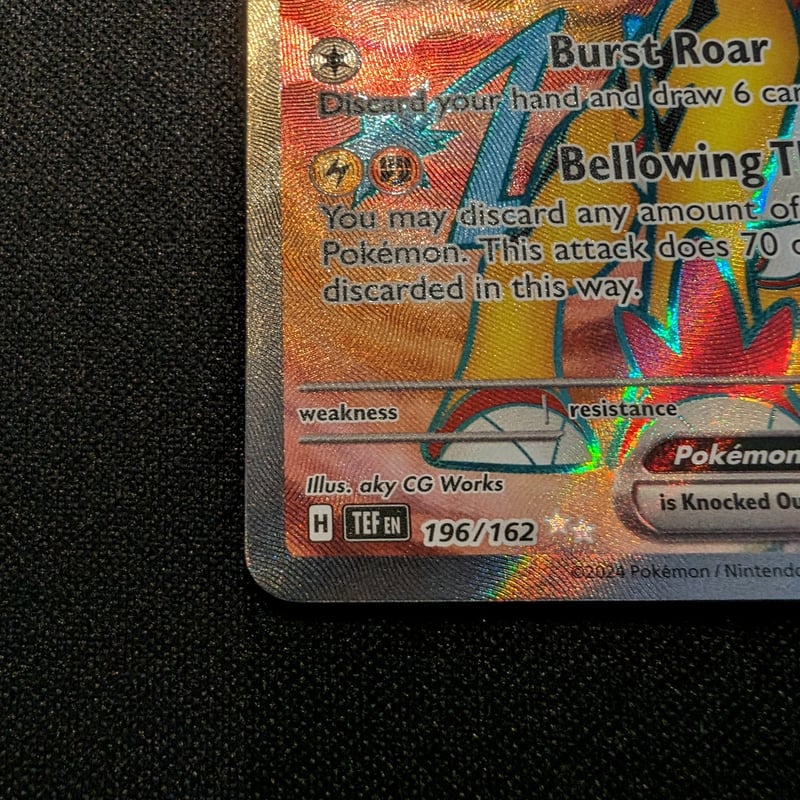 Burst Roar
Discard your hand and draw 6 car
Bellowing Th
You may discard any amount of
Pokémon. This attack does 70 d
discarded in this way.
weakness resistance
Pokémon
Illus. aky CG Works
is Knocked Ou
H TEF EN 196/162
©2024 Pokémon / Nintendo